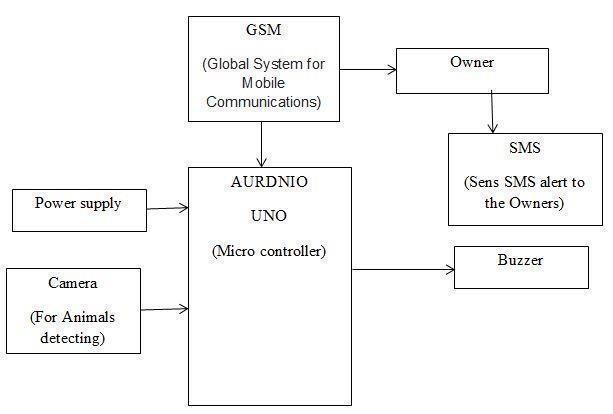 GSM
(Global System for
Mobile
Communications)
Owner
SMS
(Sens SMS alert to
the Owners)
AURDNIO
UNO
(Micro controller)
Power supply
Buzzer
Camera
(For Animals
detecting)